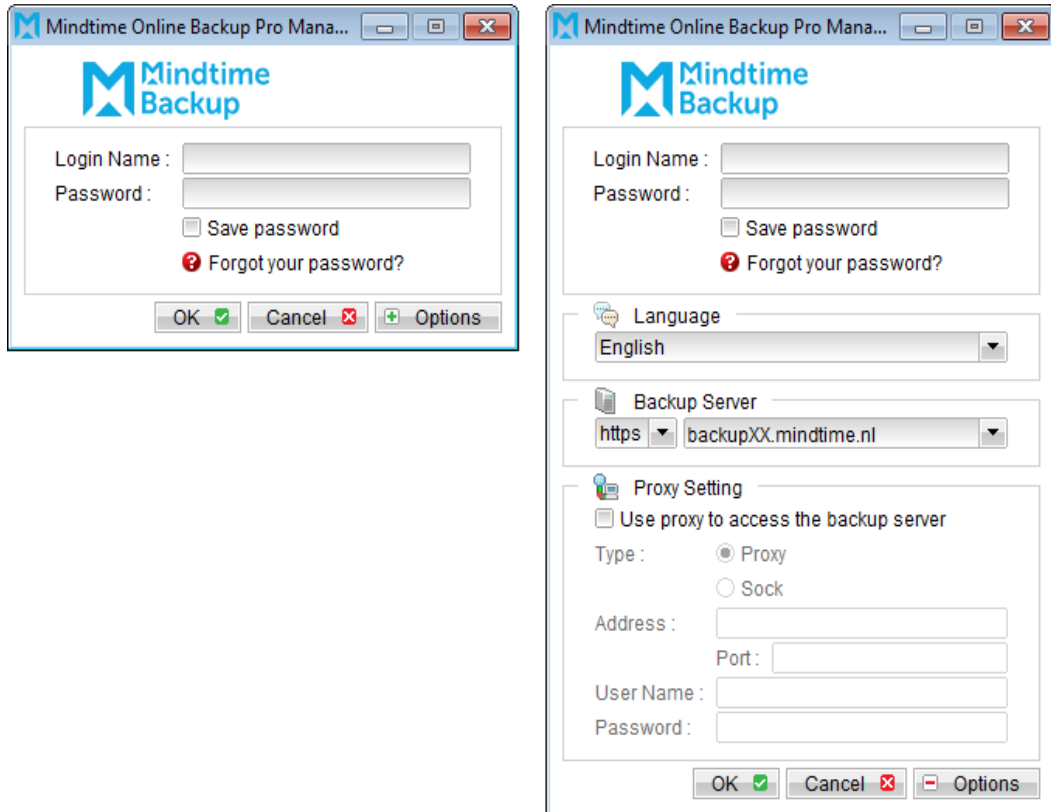 Mindtime Online Backup Pro Mana...
Mindtime
Backup
Login Name :
Password :
Save password
Forgot your password?
OK Cancel Options
Mindtime Online Backup Pro Mana...
Mindtime
Backup
Login Name :
Password :
Save password
Forgot your password?
Language
English
Backup Server
https backupXX.mindtime.nl
Proxy Setting
Use proxy to access the backup server
Type : Proxy
Sock
Address :
Port :
User Name :
Password :
OK Cancel Options